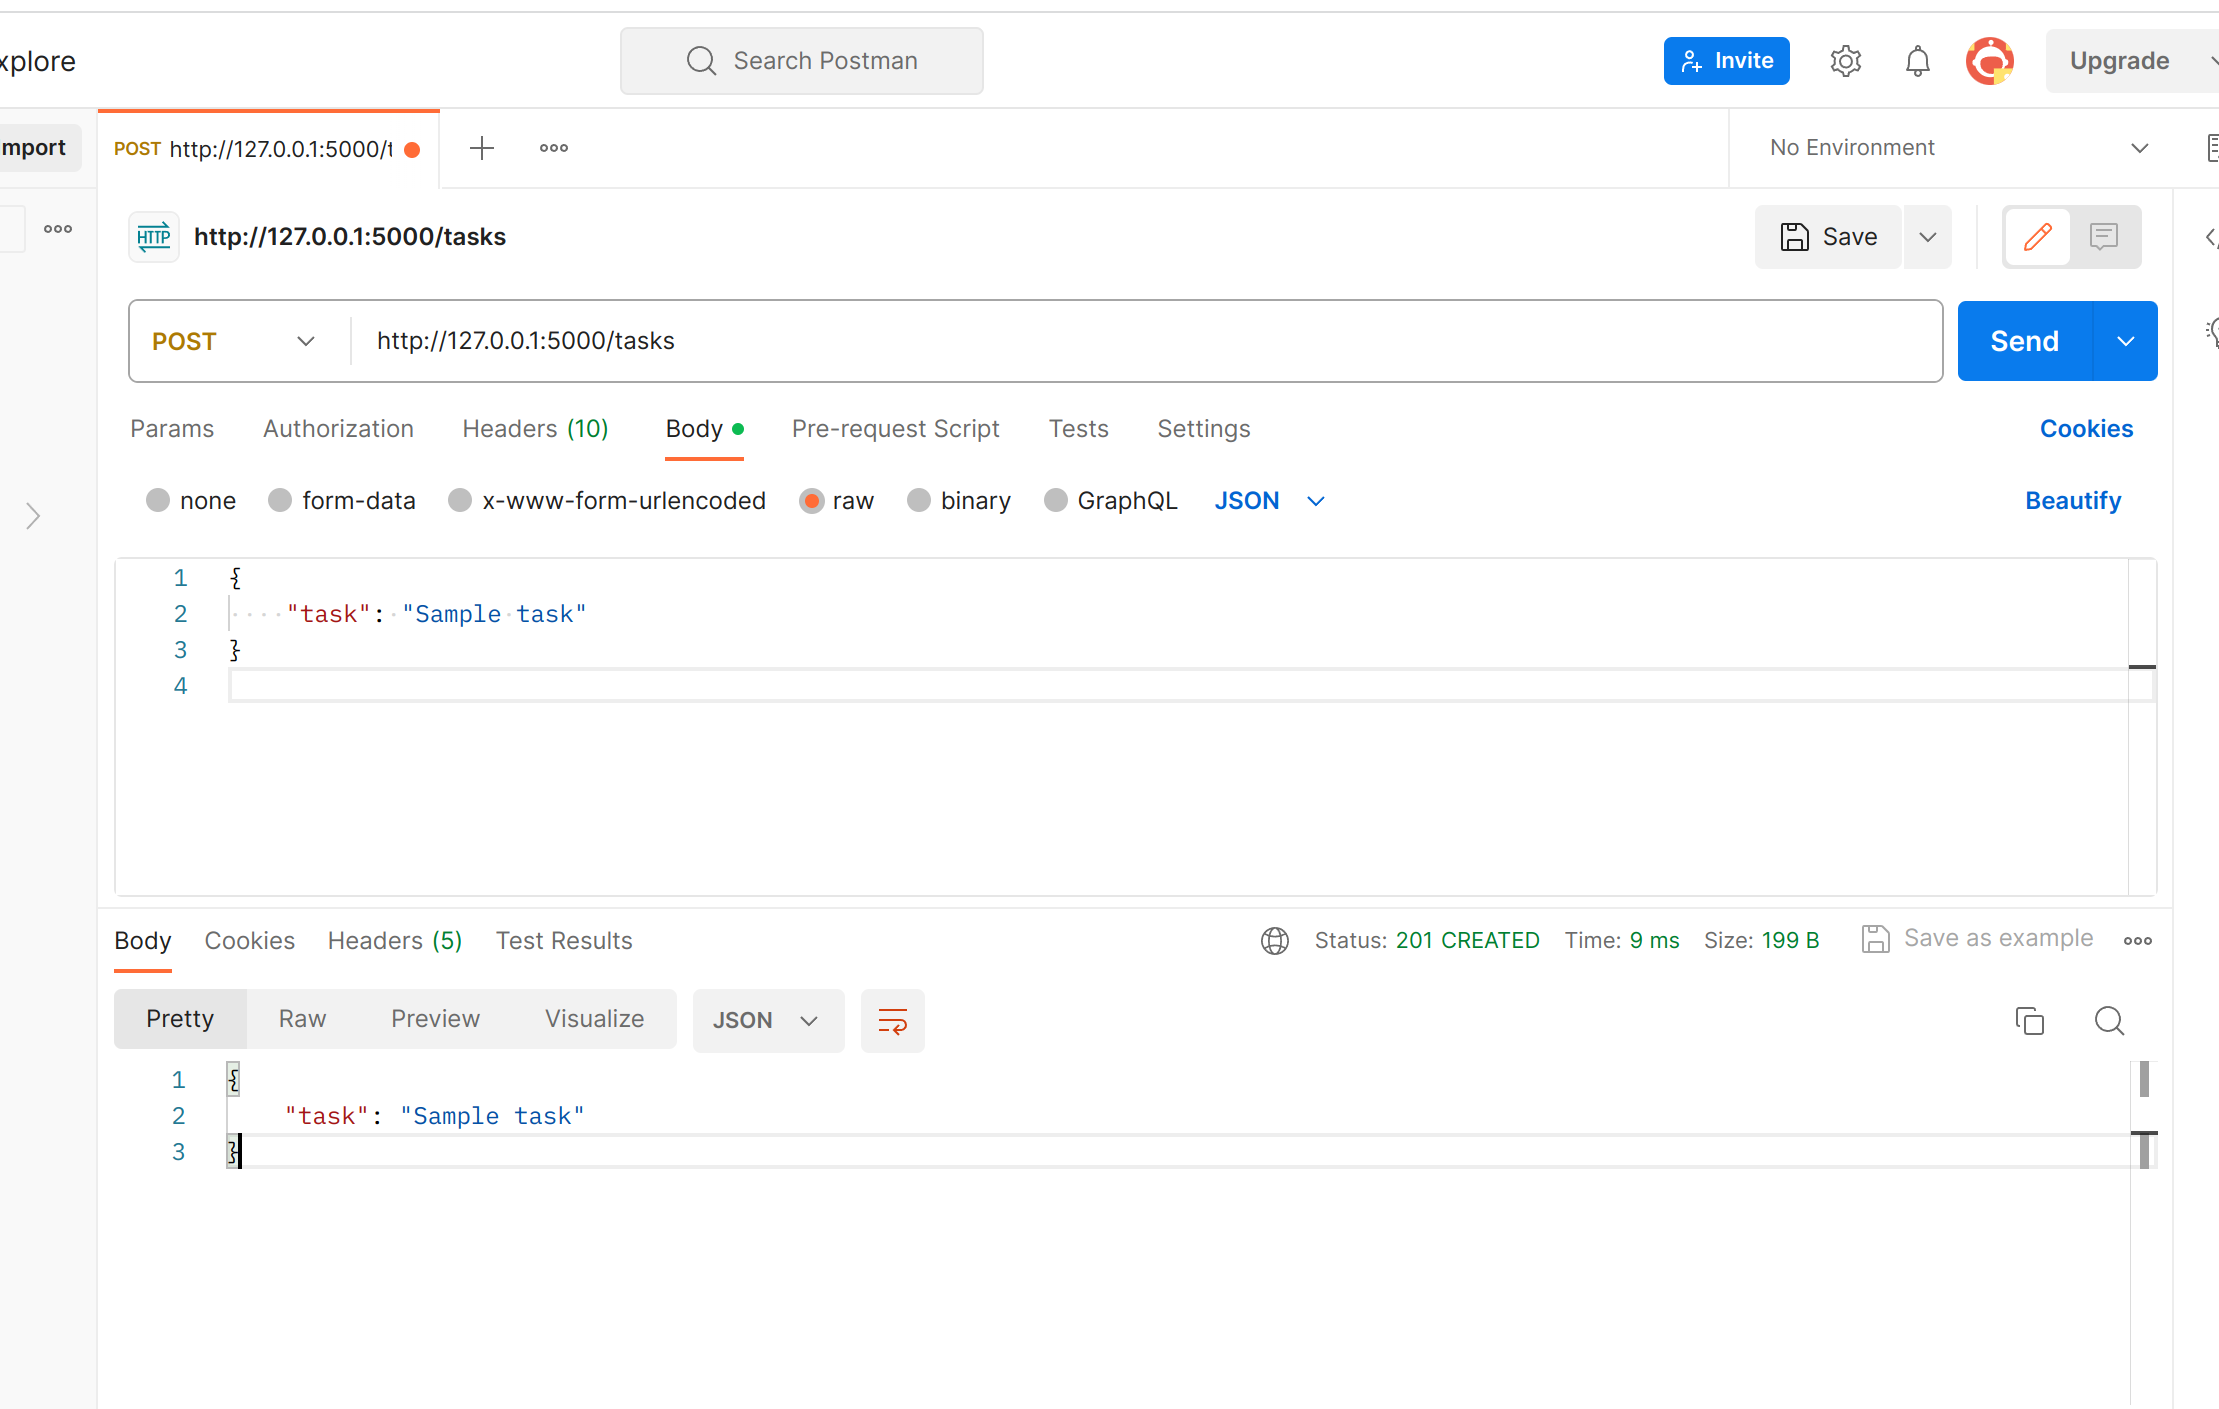 xplore
Search Postman
Invite
Upgrade
mport
POST http://127.0.0.1:5000/t
No Environment
HTTP
http://127.0.0.1:5000/tasks
Save
POST
http://127.0.0.1:5000/tasks
Send
Params
Authorization
Headers (10)
Body
Pre-request Script
Tests
Settings
Cookies
none
form-data
x-www-form-urlencoded
raw
binary
GraphQL
JSON
Beautify
1 {
2 "task": "Sample task"
3 }
4
Body
Cookies
Headers (5)
Test Results
Status: 201 CREATED
Time: 9 ms
Size: 199 B
Save as example
Pretty
Raw
Preview
Visualize
JSON
1 {
2 "task": "Sample task"
3 }